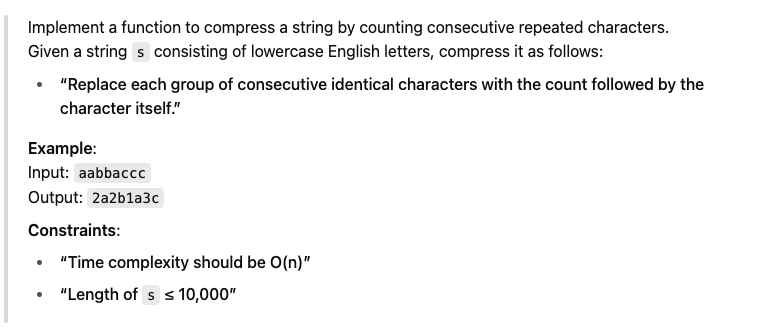 Implement a function to compress a string by counting consecutive repeated characters.
Given a string s consisting of lowercase English letters, compress it as follows:
• “Replace each group of consecutive identical characters with the count followed by the
character itself.”
Example:
Input: aabbaccc
Output: 2a2b1a3c
Constraints:
• “Time complexity should be O(n)”
• “Length of s ≤ 10,000”